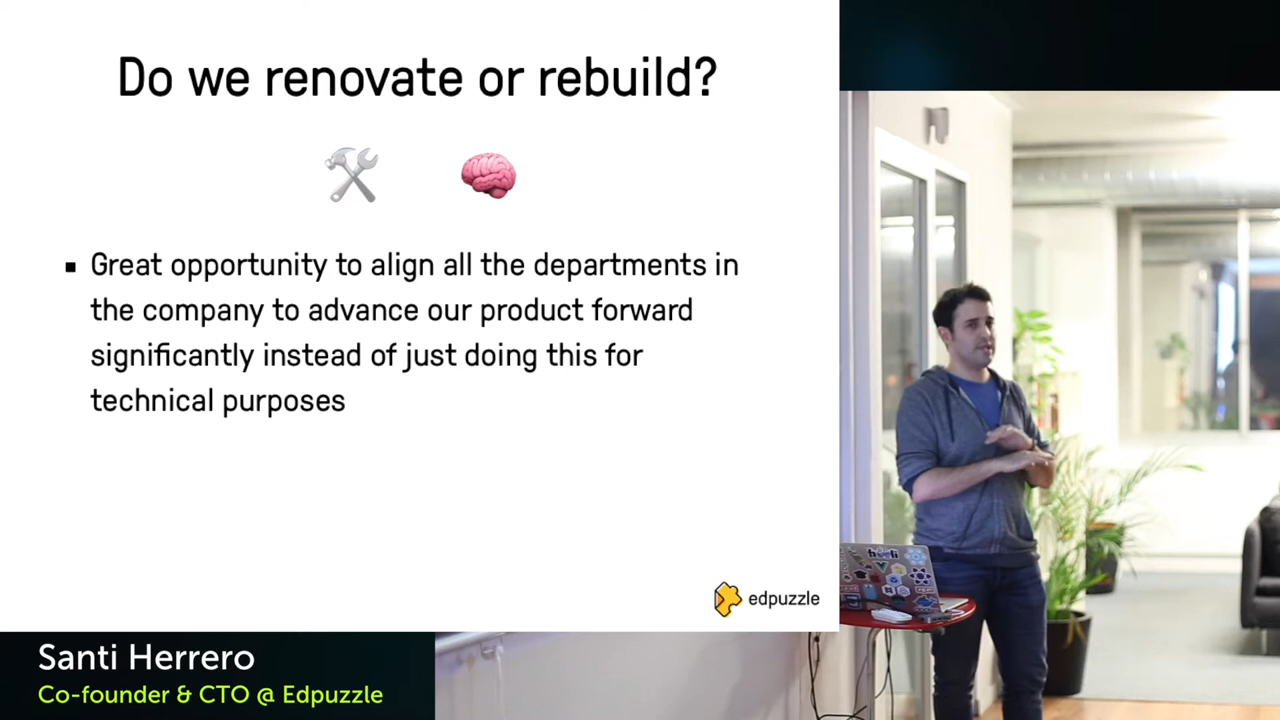 Do we renovate or rebuild?
▪ Great opportunity to align all the departments in
the company to advance our product forward
significantly instead of just doing this for
technical purposes
edpuzzle
hooli
Santi Herrero
Co-founder & CTO @ Edpuzzle